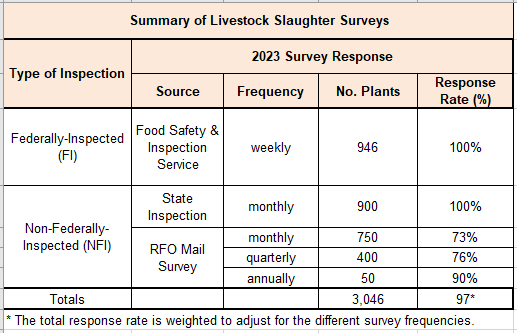 Summary of Livestock Slaughter Surveys
Type of Inspection
2023 Survey Response
Source
Frequency
No. Plants
Response
Rate (%)
Federally-Inspected
(FI)
Food Safety &
Inspection
Service
weekly
946
100%
Non-Federally-
Inspected (NFI)
State
Inspection
monthly
900
100%
RFO Mail
Survey
monthly
750
73%
quarterly
400
76%
annually
50
90%
Totals
3,046
97*
* The total response rate is weighted to adjust for the different survey frequencies.